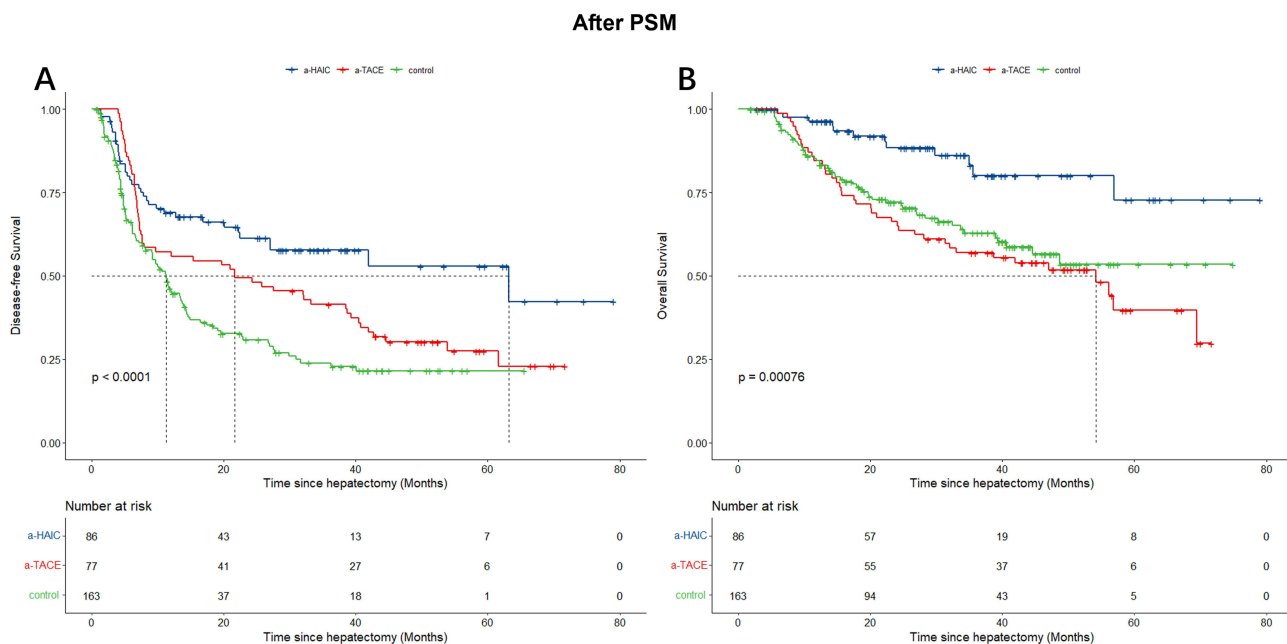 After PSM
A
a-HAIC a-TACE control
Disease-free Survival
1.00
0.75
0.50
0.25
0.00
p < 0.0001
0 20 40 60 80
Time since hepatectomy (Months)
Number at risk
a-HAIC 86 43 13 7 0
a-TACE 77 41 27 6 0
control 163 37 18 1 0
0 20 40 60 80
Time since hepatectomy (Months)
B
a-HAIC a-TACE control
Overall Survival
1.00
0.75
0.50
0.25
0.00
p = 0.00076
0 20 40 60 80
Time since hepatectomy (Months)
Number at risk
a-HAIC 86 57 19 8 0
a-TACE 77 55 37 6 0
control 163 94 43 5 0
0 20 40 60 80
Time since hepatectomy (Months)